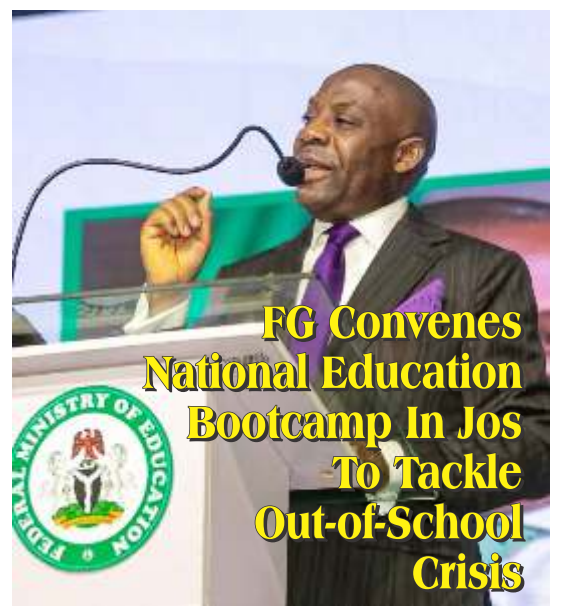 FG Convenes
National Education
Bootcamp In Jos
To Tackle
Out-of-School
Crisis
FEDERAL MINISTRY OF EDUCATION